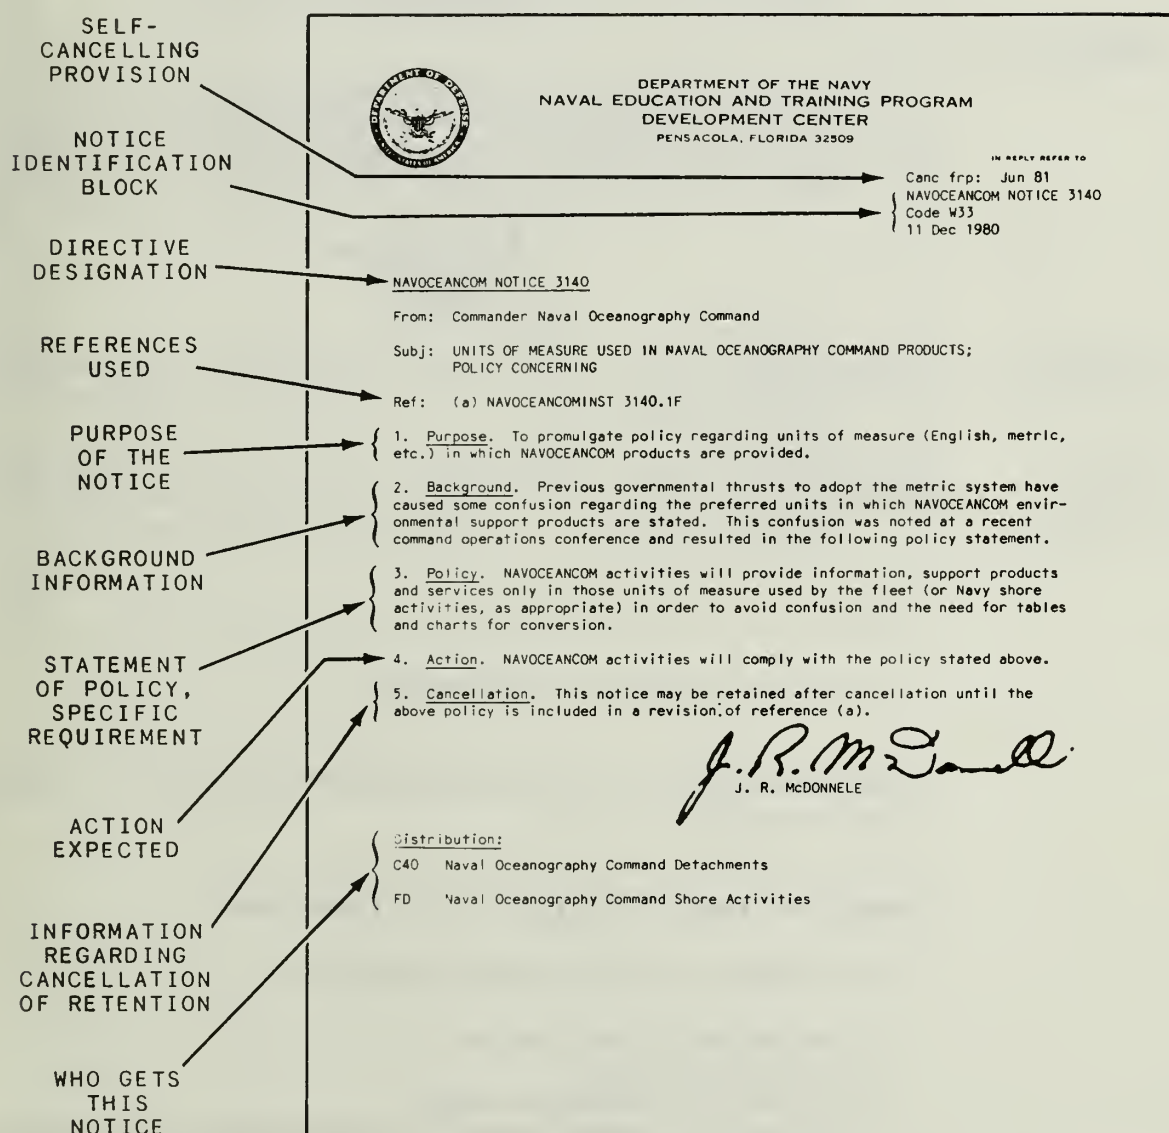 SELF-
CANCELLING
PROVISION
NOTICE
IDENTIFICATION
BLOCK
DIRECTIVE
DESIGNATION
REFERENCES
USED
PURPOSE
OF THE
NOTICE
BACKGROUND
INFORMATION
STATEMENT
OF POLICY,
SPECIFIC
REQUIREMENT
ACTION
EXPECTED
INFORMATION
REGARDING
CANCELLATION
OF RETENTION
WHO GETS
THIS
NOTICE
DEPARTMENT OF DEFENSE
UNITED STATES OF AMERICA
DEPARTMENT OF THE NAVY
NAVAL EDUCATION AND TRAINING PROGRAM
DEVELOPMENT CENTER
PENSACOLA, FLORIDA 32509
IN REPLY REFER TO
Canc frp: Jun 81
NAVOCEANCOM NOTICE 3140
Code W33
11 Dec 1980
NAVOCEANCOM NOTICE 3140
From: Commander Naval Oceanography Command
Subj: UNITS OF MEASURE USED IN NAVAL OCEANOGRAPHY COMMAND PRODUCTS;
POLICY CONCERNING
Ref: (a) NAVOCEANCOMINST 3140.1F
1. Purpose. To promulgate policy regarding units of measure (English, metric,
etc.) in which NAVOCEANCOM products are provided.
2. Background. Previous governmental thrusts to adopt the metric system have
caused some confusion regarding the preferred units in which NAVOCEANCOM envir-
onmental support products are stated. This confusion was noted at a recent
command operations conference and resulted in the following policy statement.
3. Policy. NAVOCEANCOM activities will provide information, support products
and services only in those units of measure used by the fleet (or Navy shore
activities, as appropriate) in order to avoid confusion and the need for tables
and charts for conversion.
4. Action. NAVOCEANCOM activities will comply with the policy stated above.
5. Cancellation. This notice may be retained after cancellation until the
above policy is included in a revision of reference (a).
J. R. McDonell
J. R. McDONNELE
Distribution:
C40 Naval Oceanography Command Detachments
FD Naval Oceanography Command Shore Activities